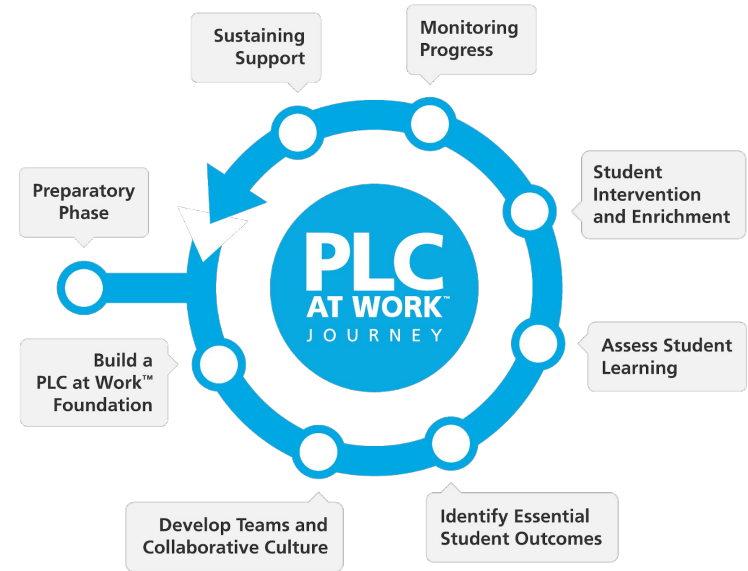 Sustaining
Support
Monitoring
Progress
Preparatory
Phase
Student
Intervention
and Enrichment
PLC
AT WORK™
JOURNEY
Build a
PLC at Work™
Foundation
Assess Student
Learning
Develop Teams and
Collaborative Culture
Identify Essential
Student Outcomes